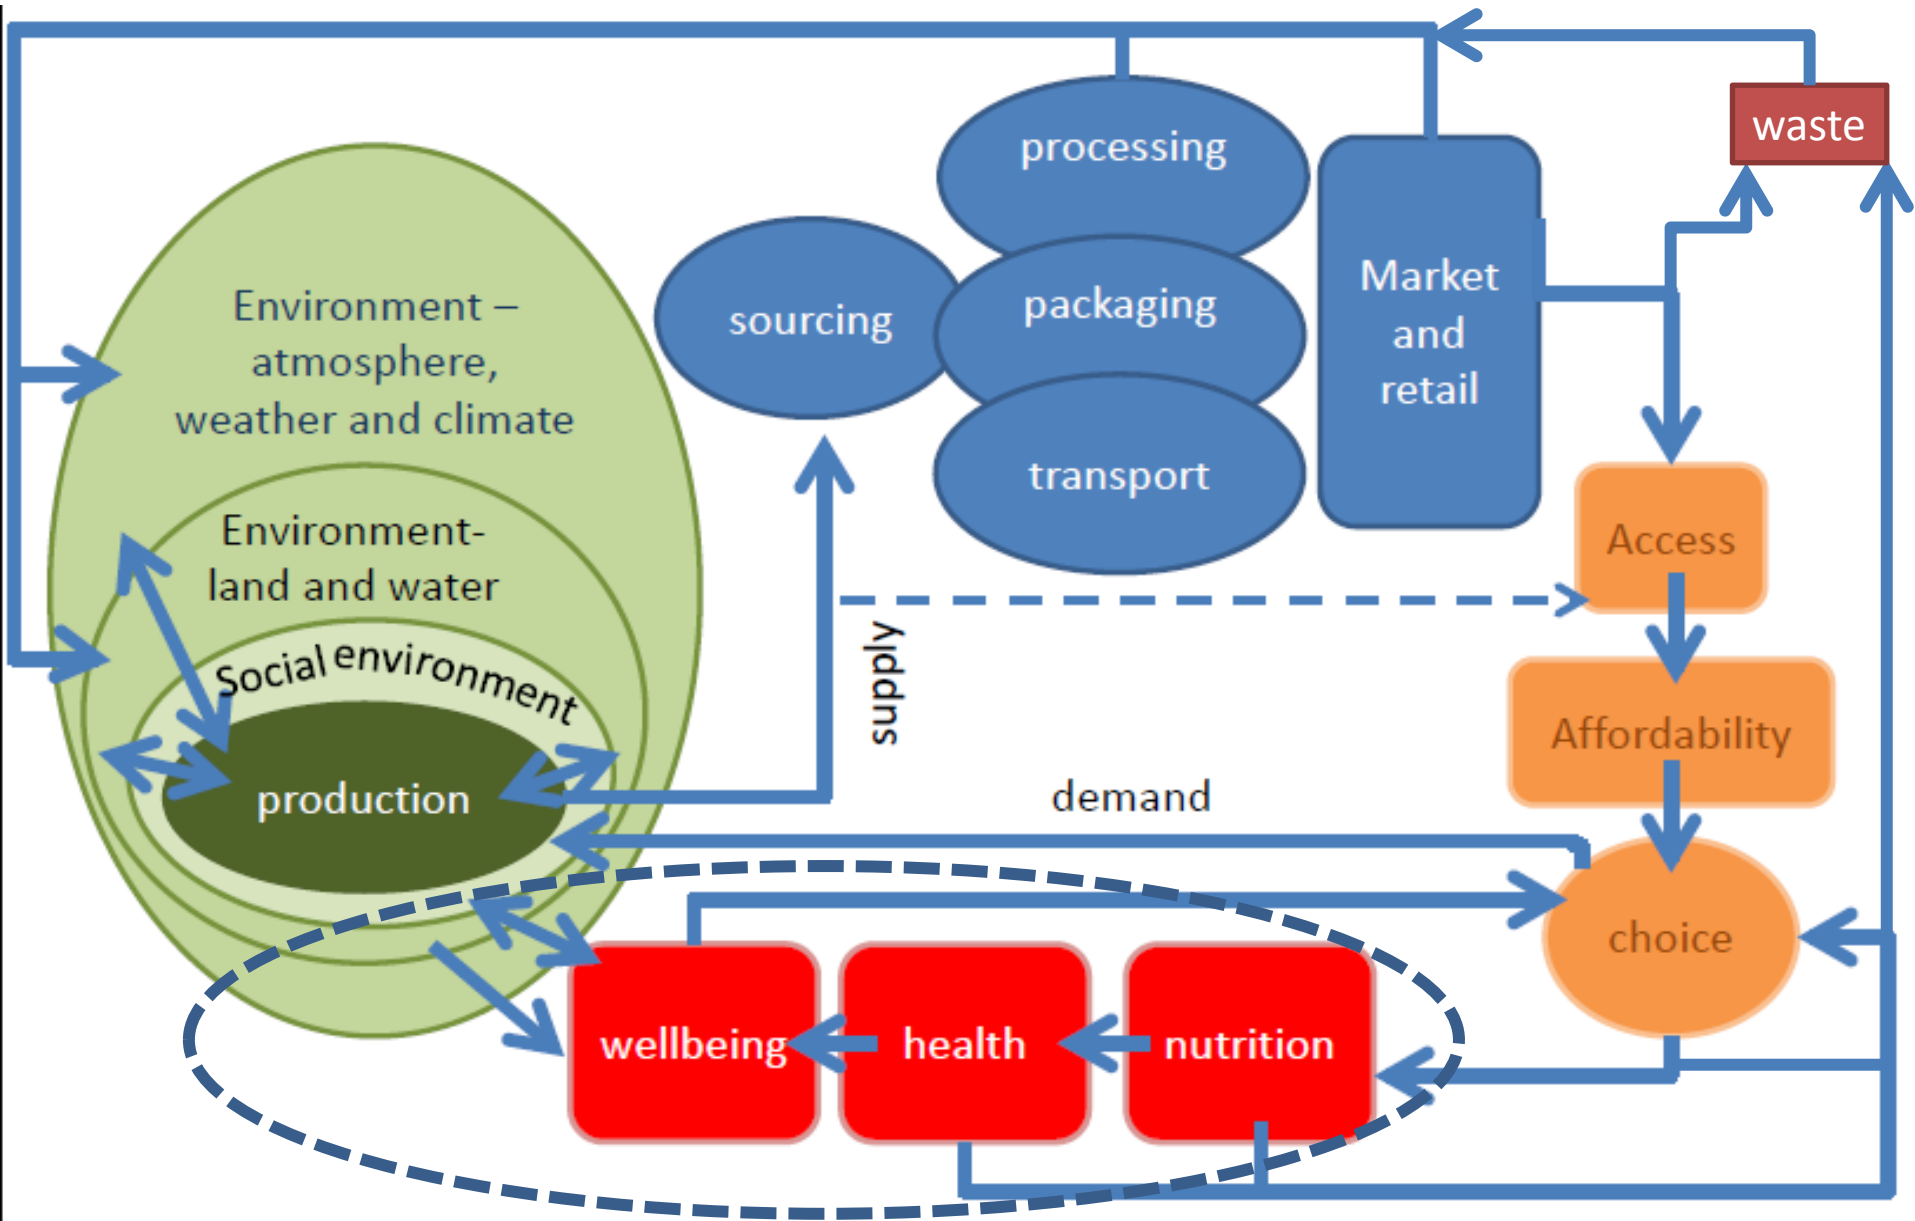 waste
processing
Market
and
retail
sourcing
packaging
transport
Environment –
atmosphere,
weather and climate
Environment-
land and water
Social environment
production
supply
Access
Affordability
demand
choice
wellbeing
health
nutrition